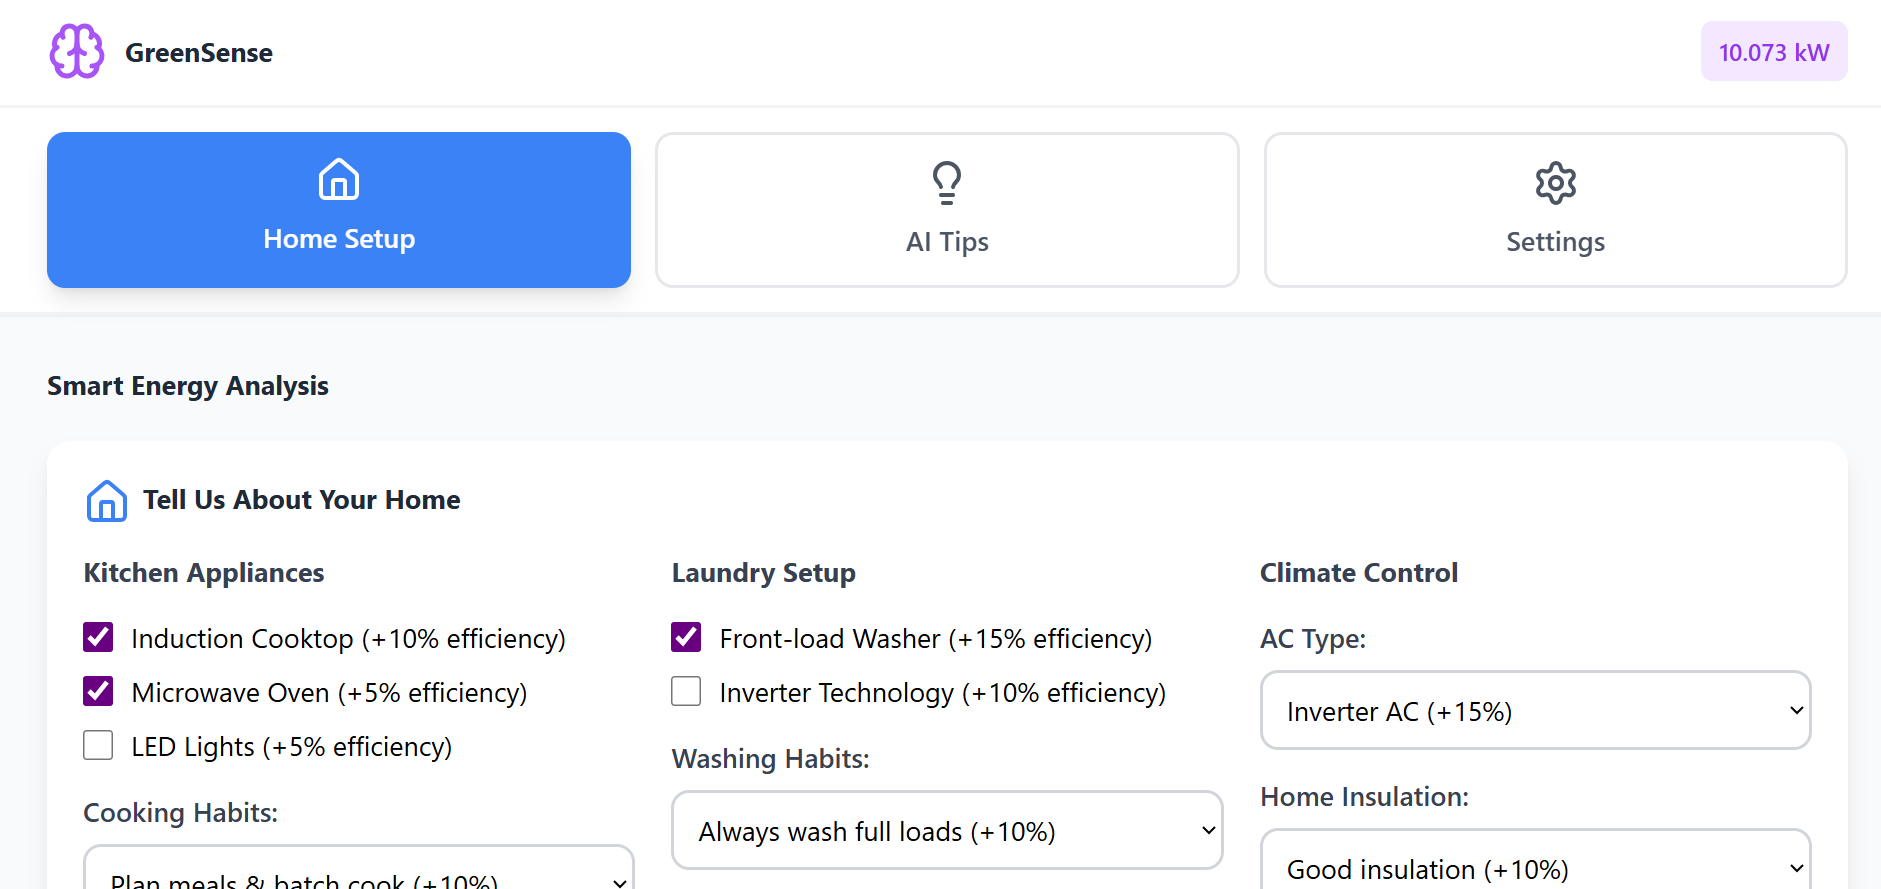 GreenSense
10.073 kW
Home Setup
AI Tips
Settings
Smart Energy Analysis
Tell Us About Your Home
Kitchen Appliances
Induction Cooktop (+10% efficiency)
Microwave Oven (+5% efficiency)
LED Lights (+5% efficiency)
Cooking Habits:
Plan meals & batch cook (+10%)
Laundry Setup
Front-load Washer (+15% efficiency)
Inverter Technology (+10% efficiency)
Washing Habits:
Always wash full loads (+10%)
Climate Control
AC Type:
Inverter AC (+15%)
Home Insulation:
Good insulation (+10%)